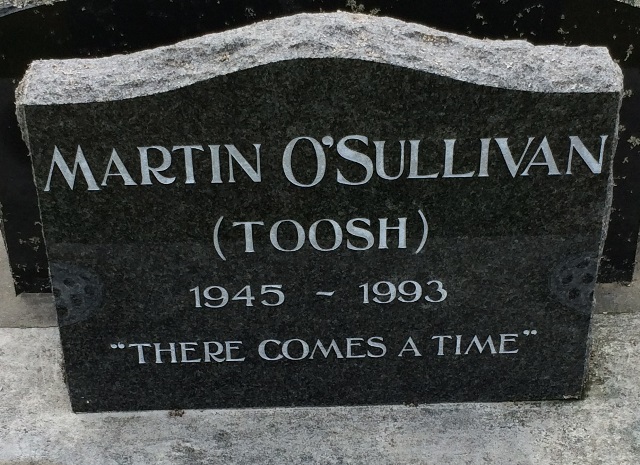 MARTIN O'SULLIVAN
(TOOSH)
1945 - 1993
"THERE COMES A TIME"